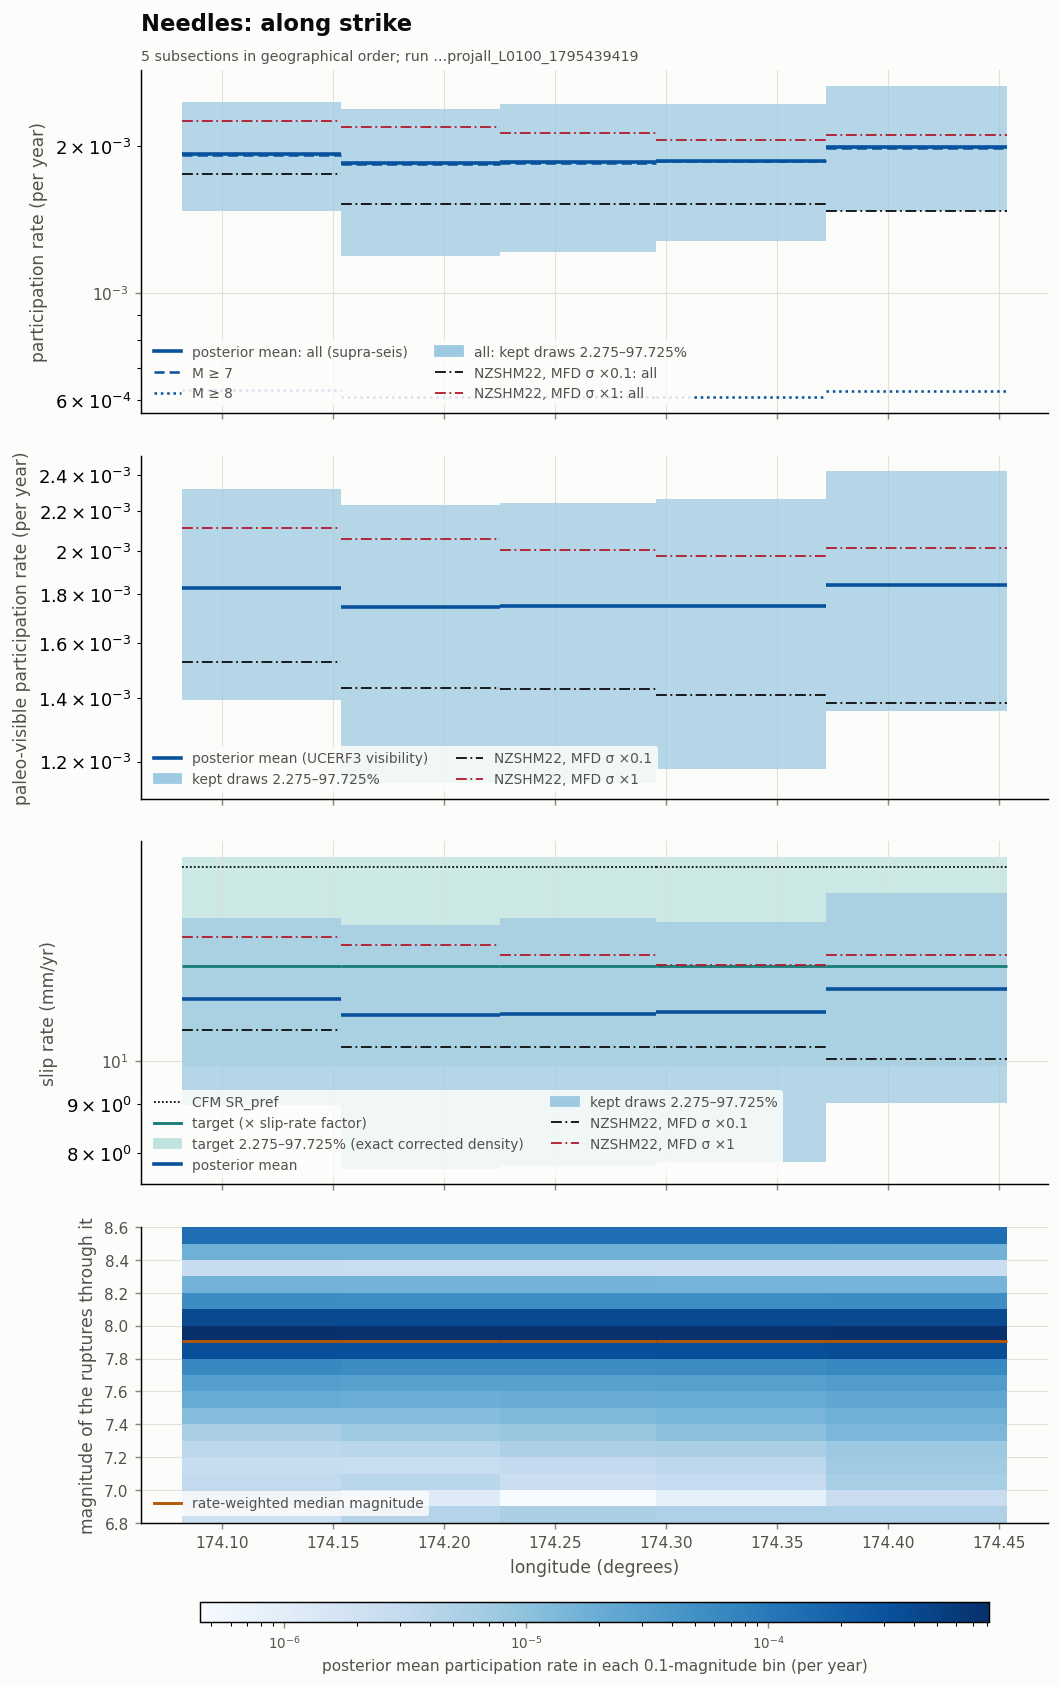 Needles: along strike
5 subsections in geographical order; run ...projall_L0100_1795439419
participation rate (per year)
2 × 10⁻³
10⁻³
6 × 10⁻⁴
posterior mean: all (supra-seis)
M ≥ 7
M ≥ 8
all: kept draws 2.275–97.725%
NZSHM22, MFD σ ×0.1: all
NZSHM22, MFD σ ×1: all
paleo-visible participation rate (per year)
2.4 × 10⁻³
2.2 × 10⁻³
2 × 10⁻³
1.8 × 10⁻³
1.6 × 10⁻³
1.4 × 10⁻³
1.2 × 10⁻³
posterior mean (UCERF3 visibility)
kept draws 2.275–97.725%
NZSHM22, MFD σ ×0.1
NZSHM22, MFD σ ×1
slip rate (mm/yr)
10¹
9 × 10⁰
8 × 10⁰
CFM SR_pref
target (× slip-rate factor)
target 2.275–97.725% (exact corrected density)
posterior mean
kept draws 2.275–97.725%
NZSHM22, MFD σ ×0.1
NZSHM22, MFD σ ×1
magnitude of the ruptures through it
8.6
8.4
8.2
8.0
7.8
7.6
7.4
7.2
7.0
6.8
rate-weighted median magnitude
174.10 174.15 174.20 174.25 174.30 174.35 174.40 174.45
longitude (degrees)
10⁻⁶ 10⁻⁵ 10⁻⁴
posterior mean participation rate in each 0.1-magnitude bin (per year)